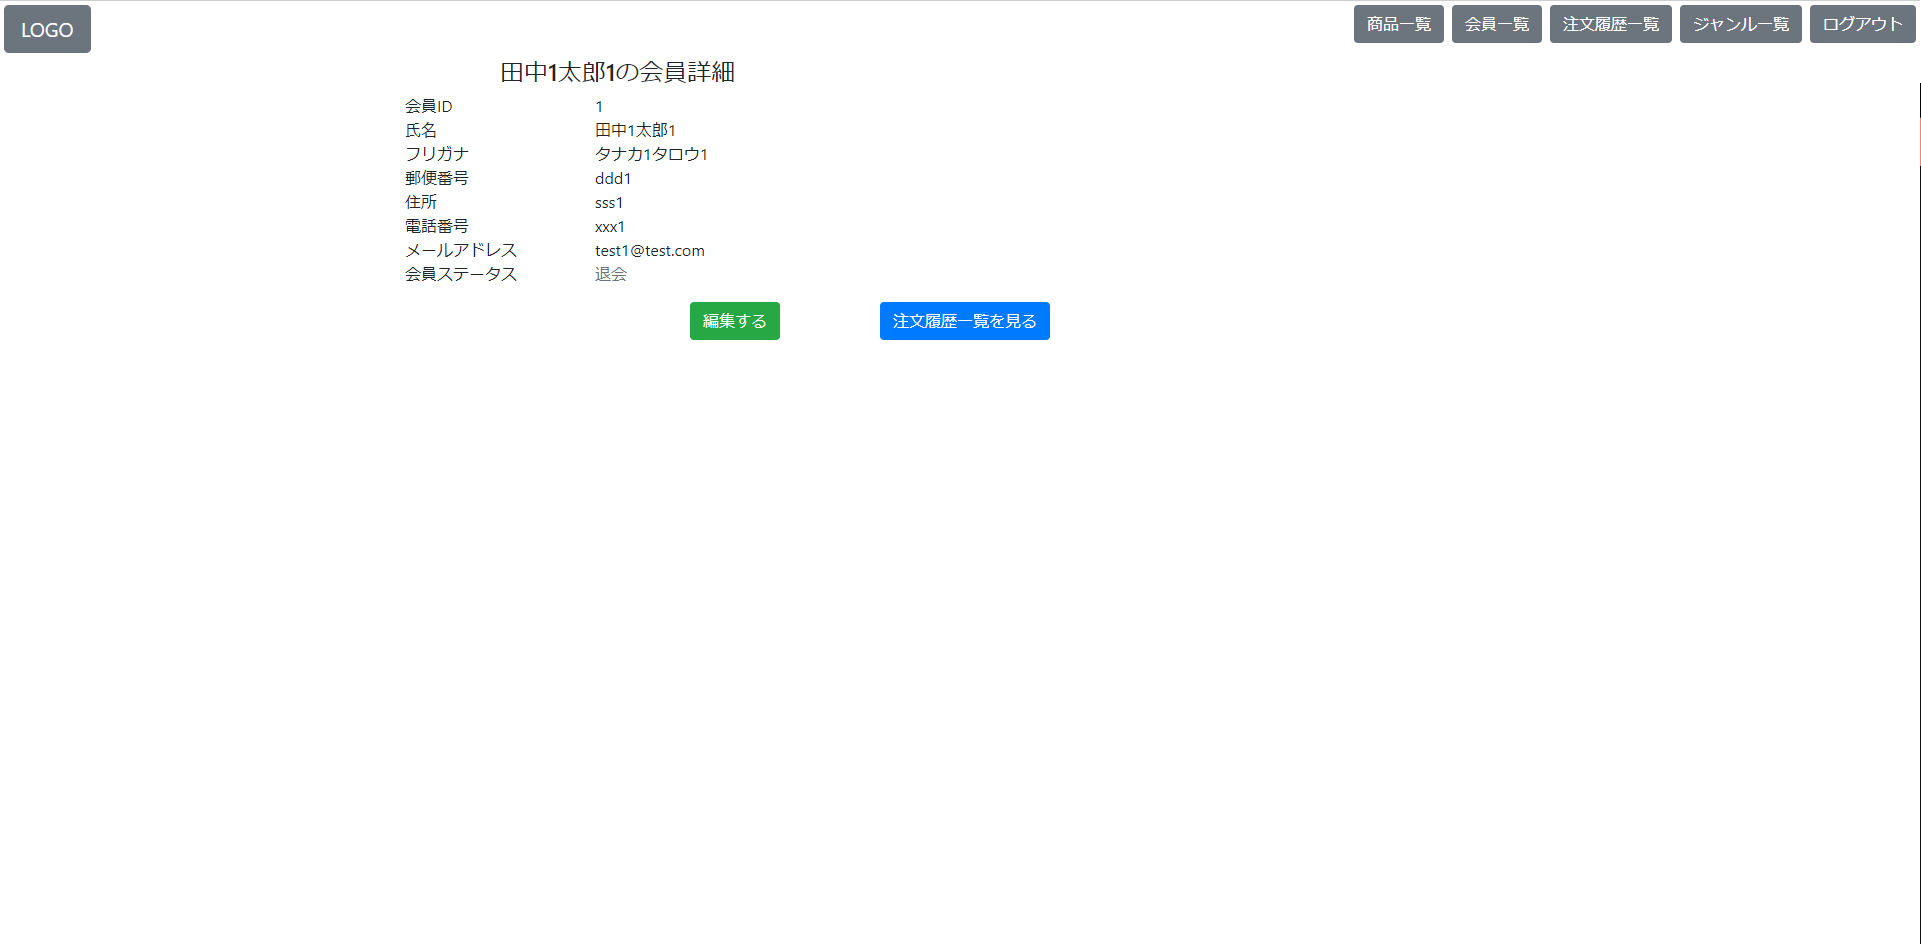 LOGO
商品一覧 会員一覧 注文履歴一覧 ジャンル一覧 ログアウト
田中1太郎1の会員詳細
会員ID 1
氏名 田中1太郎1
フリガナ タナカ1タロウ1
郵便番号 ddd1
住所 sss1
電話番号 xxx1
メールアドレス test1@test.com
会員ステータス 退会
編集する 注文履歴一覧を見る